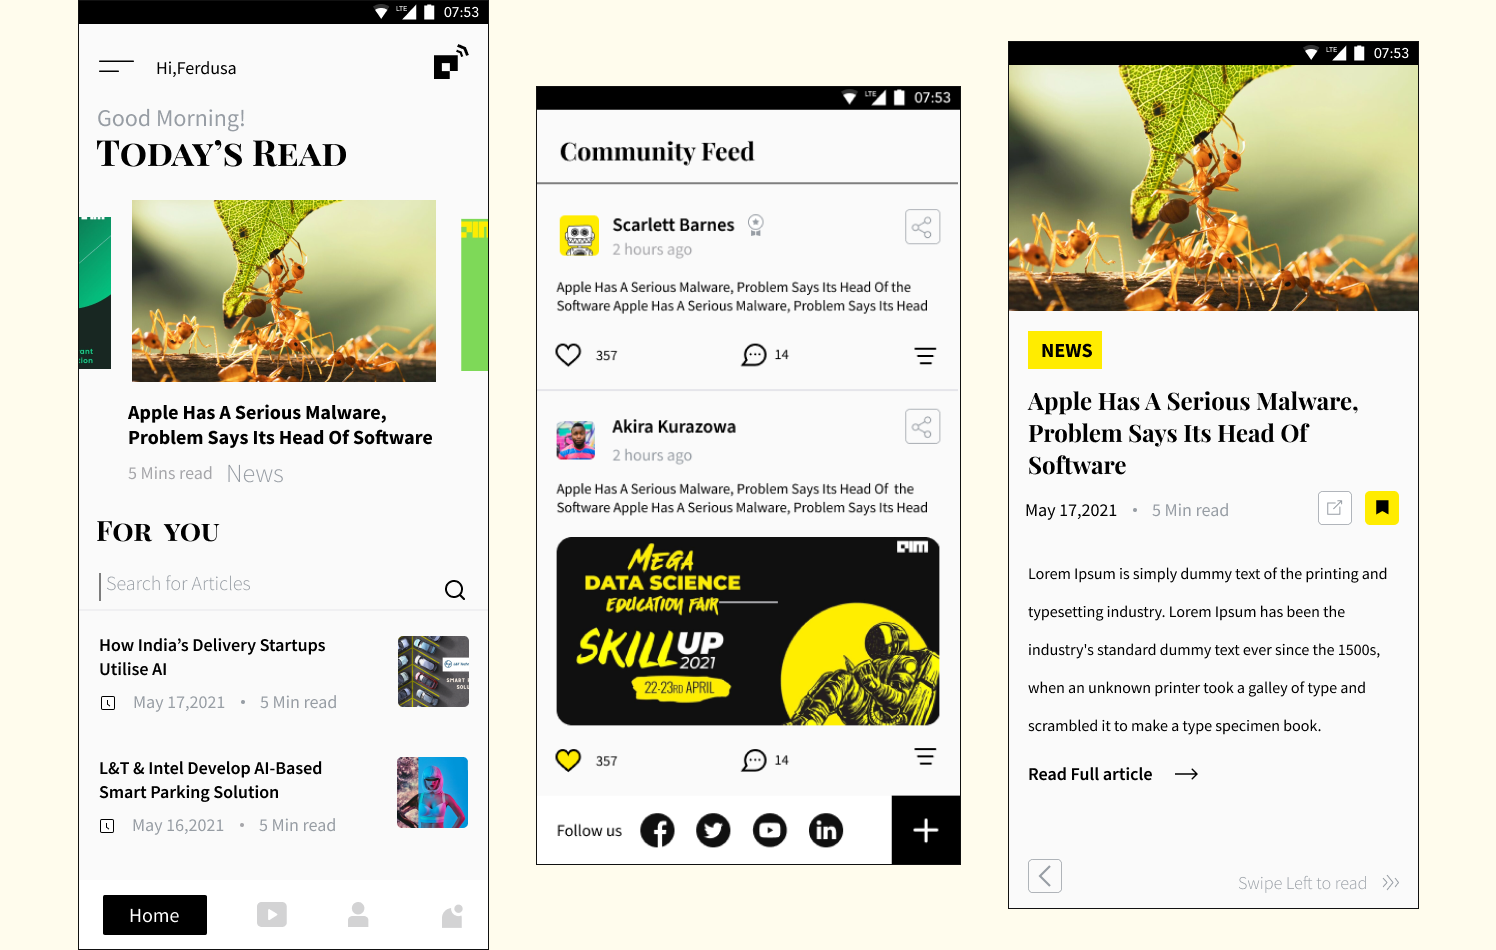 LTE 07:53
Hi,Ferdusa
Good Morning!
TODAY'S READ
ant
tion
Apple Has A Serious Malware,
Problem Says Its Head Of Software
5 Mins read News
FOR YOU
Search for Articles
How India's Delivery Startups
Utilise AI
May 17,2021 • 5 Min read
SMART
SOLU
L&T & Intel Develop AI-Based
Smart Parking Solution
May 16,2021 • 5 Min read
Home
LTE 07:53
Community Feed
Scarlett Barnes
2 hours ago
Apple Has A Serious Malware, Problem Says Its Head Of the
Software Apple Has A Serious Malware, Problem Says Its Head
357 14
Akira Kurazowa
2 hours ago
Apple Has A Serious Malware, Problem Says Its Head Of the
Software Apple Has A Serious Malware, Problem Says Its Head
AIM
MEGA
DATA SCIENCE
EDUCATION FAIR
SKILLUP
2021
22-23RD APRIL
357 14
Follow us
LTE 07:53
NEWS
Apple Has A Serious Malware,
Problem Says Its Head Of
Software
May 17,2021 • 5 Min read
Lorem Ipsum is simply dummy text of the printing and
typesetting industry. Lorem Ipsum has been the
industry's standard dummy text ever since the 1500s,
when an unknown printer took a galley of type and
scrambled it to make a type specimen book.
Read Full article
Swipe Left to read